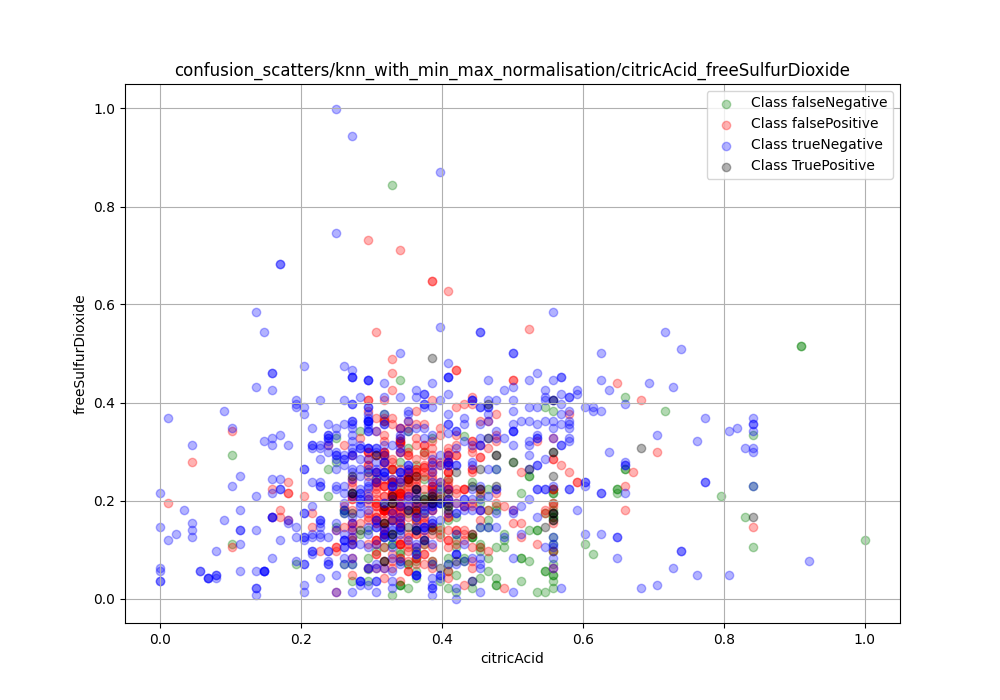 confusion_scatters/knn_with_min_max_normalisation/citricAcid_freeSulfurDioxide
Class falseNegative
Class falsePositive
Class trueNegative
Class TruePositive
freeSulfurDioxide
1.0
0.8
0.6
0.4
0.2
0.0
0.0 0.2 0.4 0.6 0.8 1.0
citricAcid